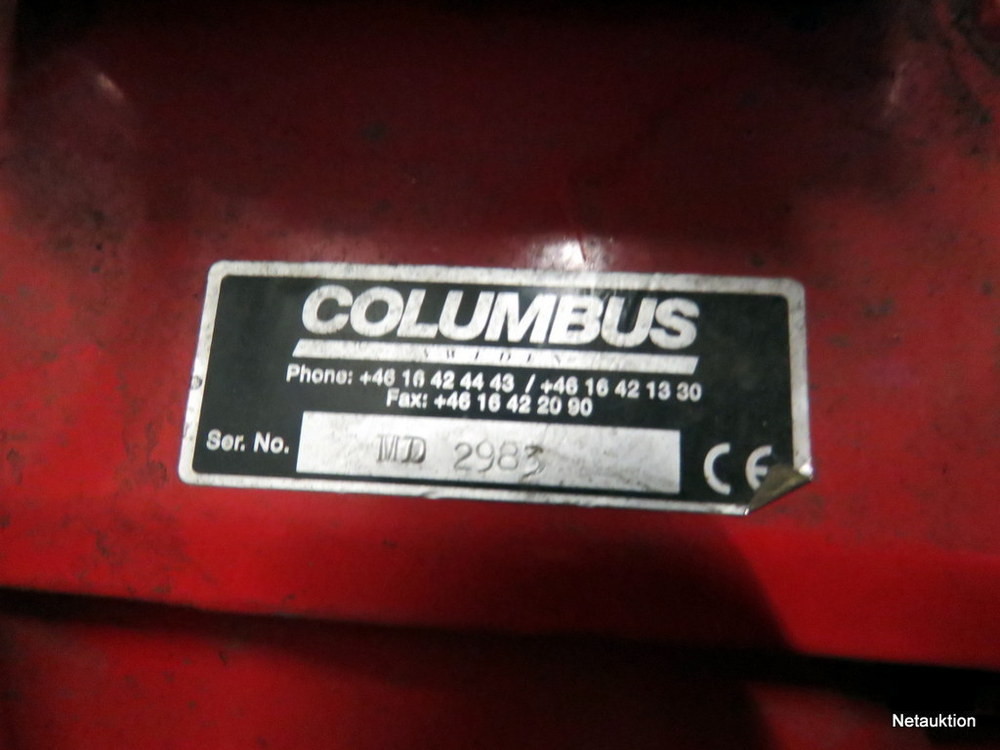 COLUMBUS
SWEDEN
Phone: +46 16 42 44 43 / +46 16 42 13 30
Fax: +46 16 42 20 90
Ser. No. MD 2983
CE
Netauktion